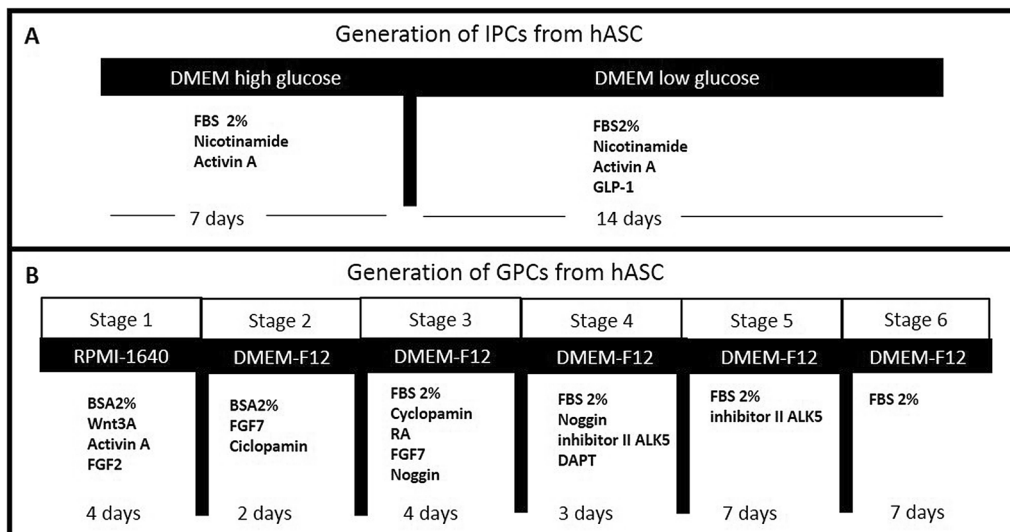 A
Generation of IPCs from hASC
DMEM high glucose
DMEM low glucose
FBS 2%
Nicotinamide
Activin A
FBS2%
Nicotinamide
Activin A
GLP-1
7 days
14 days
B
Generation of GPCs from hASC
Stage 1
Stage 2
Stage 3
Stage 4
Stage 5
Stage 6
RPMI-1640
DMEM-F12
DMEM-F12
DMEM-F12
DMEM-F12
DMEM-F12
BSA2%
Wnt3A
Activin A
FGF2
BSA2%
FGF7
Ciclopamin
FBS 2%
Cyclopamin
RA
FGF7
Noggin
FBS 2%
Noggin
inhibitor II ALK5
DAPT
FBS 2%
inhibitor II ALK5
FBS 2%
4 days
2 days
4 days
3 days
7 days
7 days